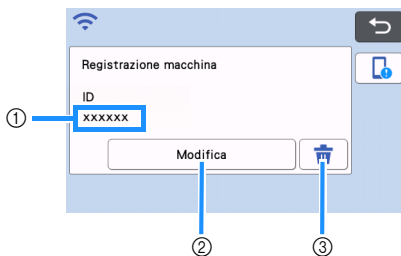 Registrazione macchina
ID
① xxxxxx
Modifica
② ③